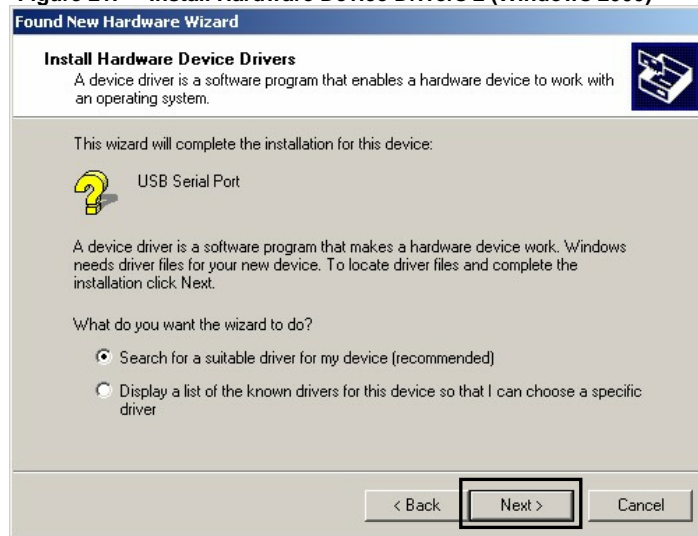 Found New Hardware Wizard
Install Hardware Device Drivers
A device driver is a software program that enables a hardware device to work with
an operating system.
This wizard will complete the installation for this device:
USB Serial Port
A device driver is a software program that makes a hardware device work. Windows
needs driver files for your new device. To locate driver files and complete the
installation click Next.
What do you want the wizard to do?
Search for a suitable driver for my device (recommended)
Display a list of the known drivers for this device so that I can choose a specific
driver
< Back
Next >
Cancel